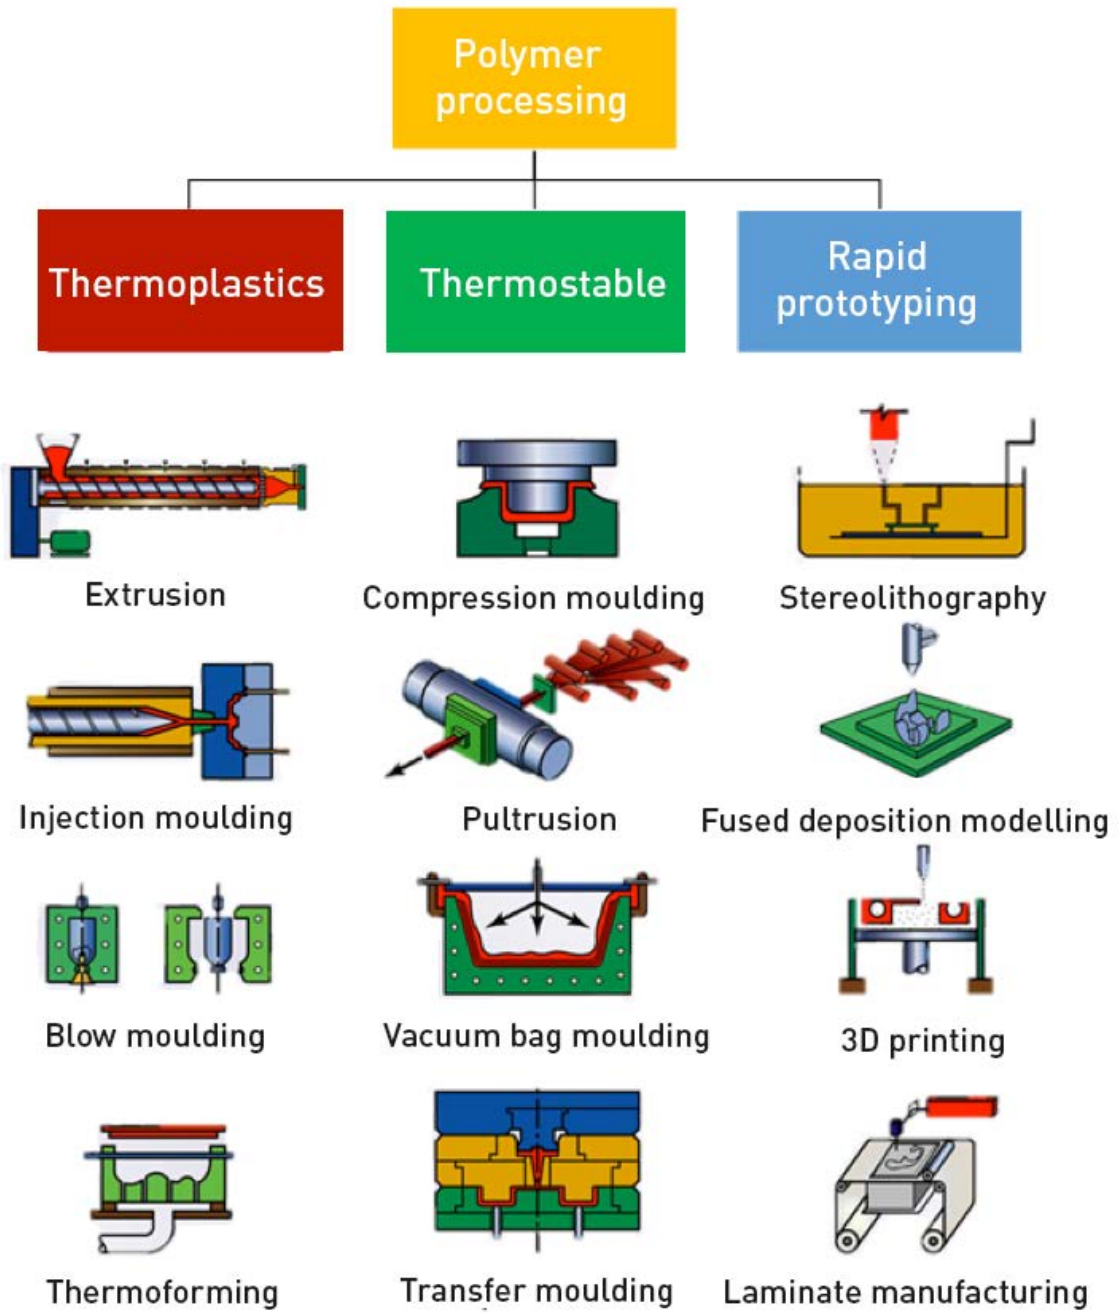 Polymer
processing
Thermoplastics
Thermostable
Rapid
prototyping
Extrusion
Compression moulding
Stereolithography
Injection moulding
Pultrusion
Fused deposition modelling
Blow moulding
Vacuum bag moulding
3D printing
Thermoforming
Transfer moulding
Laminate manufacturing